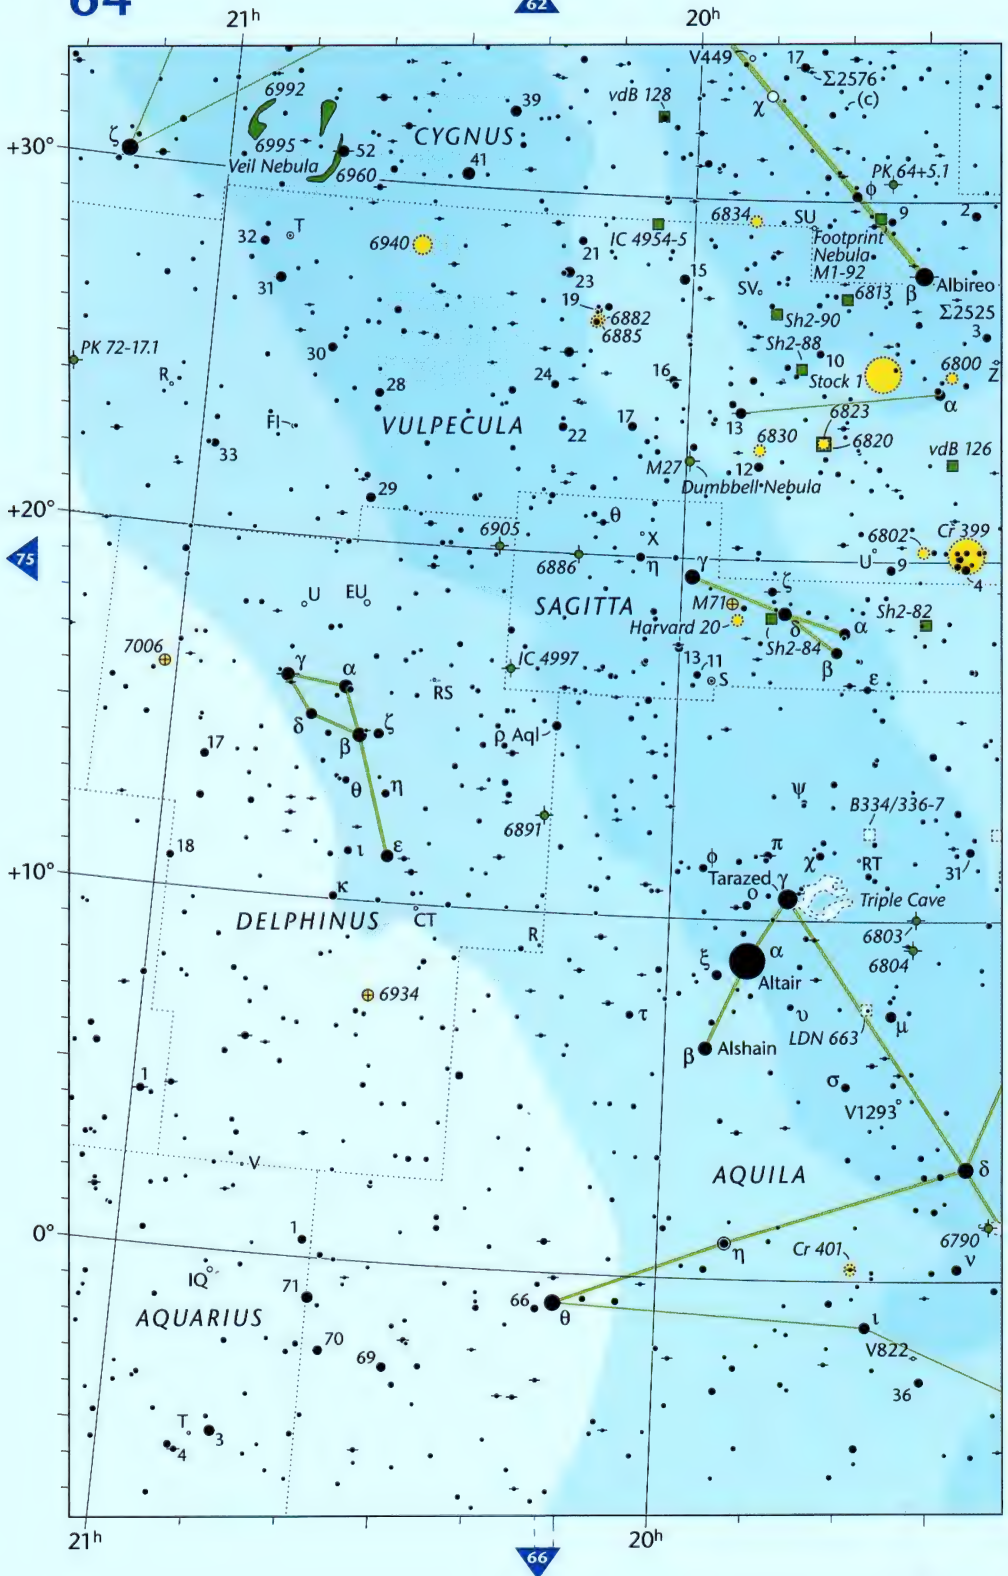 64
62
21h
20h
V449
17
Σ2576
(c)
χ
6992
6995
Veil Nebula
6960
52
39
CYGNUS
41
vdB 128
ζ
+30°
PK 64+5.1
φ
9
2
6834
SU
Footprint
Nebula
M1-92
IC 4954-5
T
32
31
6940
21
23
19
6882
6885
15
SV
6813
β
Albireo
Σ2525
3
Sh2-90
Sh2-88
10
Stock 1
6800
Z
α
PK 72-17.1
R
30
28
24
16
13
FI
VULPECULA
22
17
6823
6830
6820
12
vdB 126
33
M27
Dumbbell Nebula
29
+20°
6905
θ
X
6886
η
γ
6802
Cr 399
U
9
4
75
U
EU
SAGITTA
M71
Harvard 20
ζ
δ
Sh2-84
α
β
Sh2-82
7006
γ
α
IC 4997
13
11
S
ε
RS
δ
β
ζ
ρ Aql
17
θ
η
ψ
B334/336-7
6891
18
ι
ε
φ
π
χ
RT
31
+10°
κ
Tarazed
γ
ο
Triple Cave
DELPHINUS
CT
R
6803
6804
ξ
α
Altair
6934
τ
υ
LDN 663
μ
β
Alshain
1
σ
V1293
V
AQUILA
δ
0°
1
η
Cr 401
6790
ν
IQ
71
66
θ
ι
AQUARIUS
70
69
V822
36
T
4
3
21h
20h
66